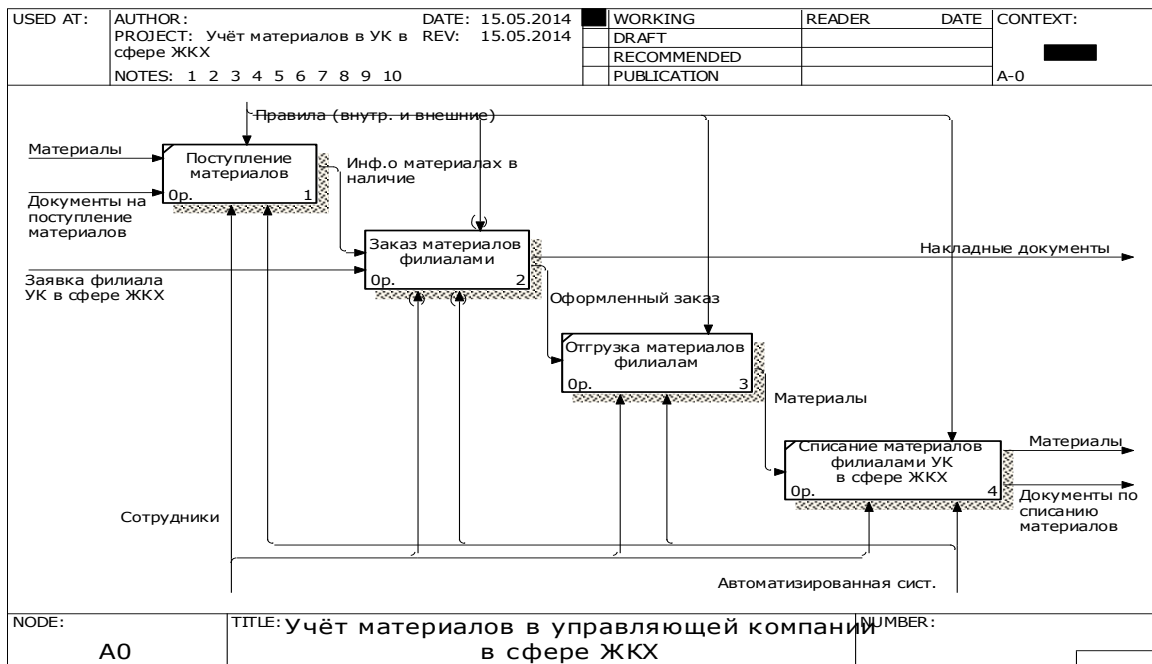 USED AT:
AUTHOR:
DATE: 15.05.2014
PROJECT: Учёт материалов в УК в
сфере ЖКХ
REV: 15.05.2014
NOTES: 1 2 3 4 5 6 7 8 9 10
WORKING
DRAFT
RECOMMENDED
PUBLICATION
READER
DATE
CONTEXT:
A-0
Правила (внутр. и внешние)
Материалы
Документы на
поступление
материалов
Поступление
материалов
0р. 1
Инф.о материалах в
наличие
Заявка филиала
УК в сфере ЖКХ
Заказ материалов
филиалами
0р. 2
Накладные документы
Оформленный заказ
Отгрузка материалов
филиалам
0р. 3
Материалы
Списание материалов
филиалами УК
в сфере ЖКХ
0р. 4
Материалы
Документы по
списанию
материалов
Сотрудники
Автоматизированная сист.
NODE:
A0
TITLE:
Учёт материалов в управляющей компании
в сфере ЖКХ
NUMBER: